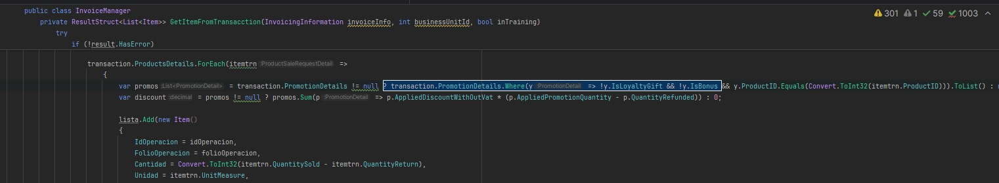 public class InvoiceManager
301 1 59 1003
private ResultStruct<List<Item>> GetItemFromTransacction(InvoicingInformation invoiceInfo, int businessUnitId, bool inTraining)
try
if (!result.HasError)
transaction.ProductsDetails.ForEach(itemtrn :ProductSaleRequestDetail =>
{
var promos :List<PromotionDetail> = transaction.PromotionDetails != null ? transaction.PromotionDetails.Where(y :PromotionDetail => !y.IsLoyaltyGift && !y.IsBonus && y.ProductID.Equals(Convert.ToInt32(itemtrn.ProductID))).ToList() :
var discount :decimal = promos != null ? promos.Sum(p :PromotionDetail => p.AppliedDiscountWithOutVat * (p.AppliedPromotionQuantity - p.QuantityRefunded)) : 0;
lista.Add(new Item()
{
IdOperacion = idOperacion,
FolioOperacion = folioOperacion,
Cantidad = Convert.ToInt32(itemtrn.QuantitySold - itemtrn.QuantityReturn),
Unidad = itemtrn.UnitMeasure,